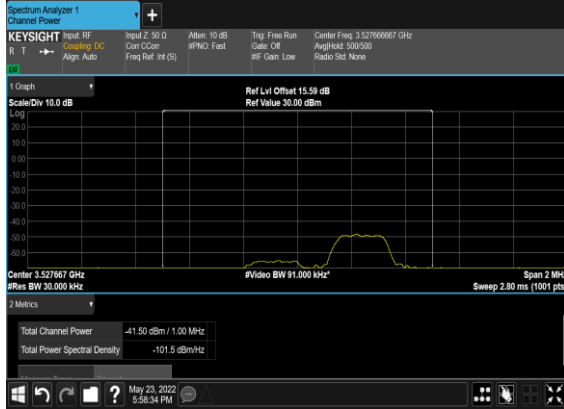 Spectrum Analyzer 1
Channel Power
+
KEYSIGHT Input: RF Input Z: 50 Ω Atten: 10 dB Trig: Free Run Center Freq: 3.527666667 GHz
R T Coupling: DC Corr CCorr #PNO: Fast Gate: Off Avg|Hold: 500/500
Align: Auto Freq Ref: Int (S) #IF Gain: Low Radio Std: None
1 Graph
Ref Lvl Offset 15.59 dB
Scale/Div 10.0 dB Ref Value 30.00 dBm
Log
20.0
10.0
0.00
-10.0
-20.0
-30.0
-40.0
-50.0
-60.0
Center 3.527667 GHz #Video BW 91.000 kHz* Span 2 MHz
#Res BW 30.000 kHz Sweep 2.80 ms (1001 pts
2 Metrics
Total Channel Power -41.50 dBm / 1.00 MHz
Total Power Spectral Density -101.5 dBm/Hz
? May 23, 2022
5:58:34 PM